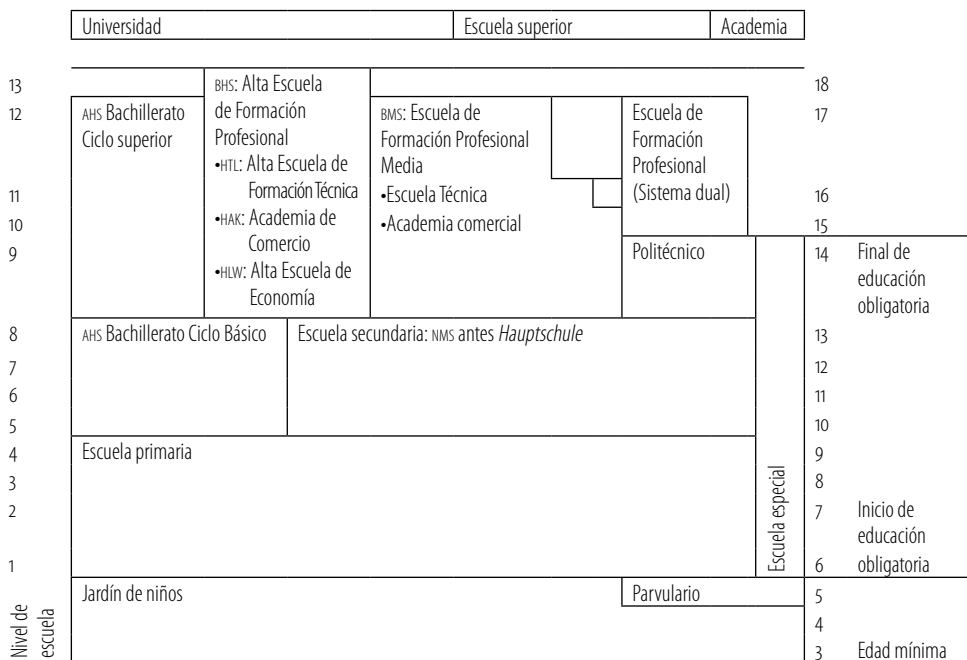 Universidad
Escuela superior
Academia
13
BHS: Alta Escuela
de Formación
Profesional
•HTL: Alta Escuela de
Formación Técnica
•HAK: Academia de
Comercio
•HLW: Alta Escuela de
Economía
18
12
AHS Bachillerato
Ciclo superior
BMS: Escuela de
Formación Profesional
Media
•Escuela Técnica
•Academia comercial
Escuela de
Formación
Profesional
(Sistema dual)
17
11
16
10
15
9
Politécnico
14
Final de
educación
obligatoria
8
AHS Bachillerato Ciclo Básico
Escuela secundaria: NMS antes Hauptschule
13
7
12
6
11
5
10
4
Escuela primaria
9
3
8
2
Escuela especial
7
Inicio de
educación
obligatoria
1
6
Jardín de niños
Parvulario
5
4
Nivel de
escuela
3
Edad mínima